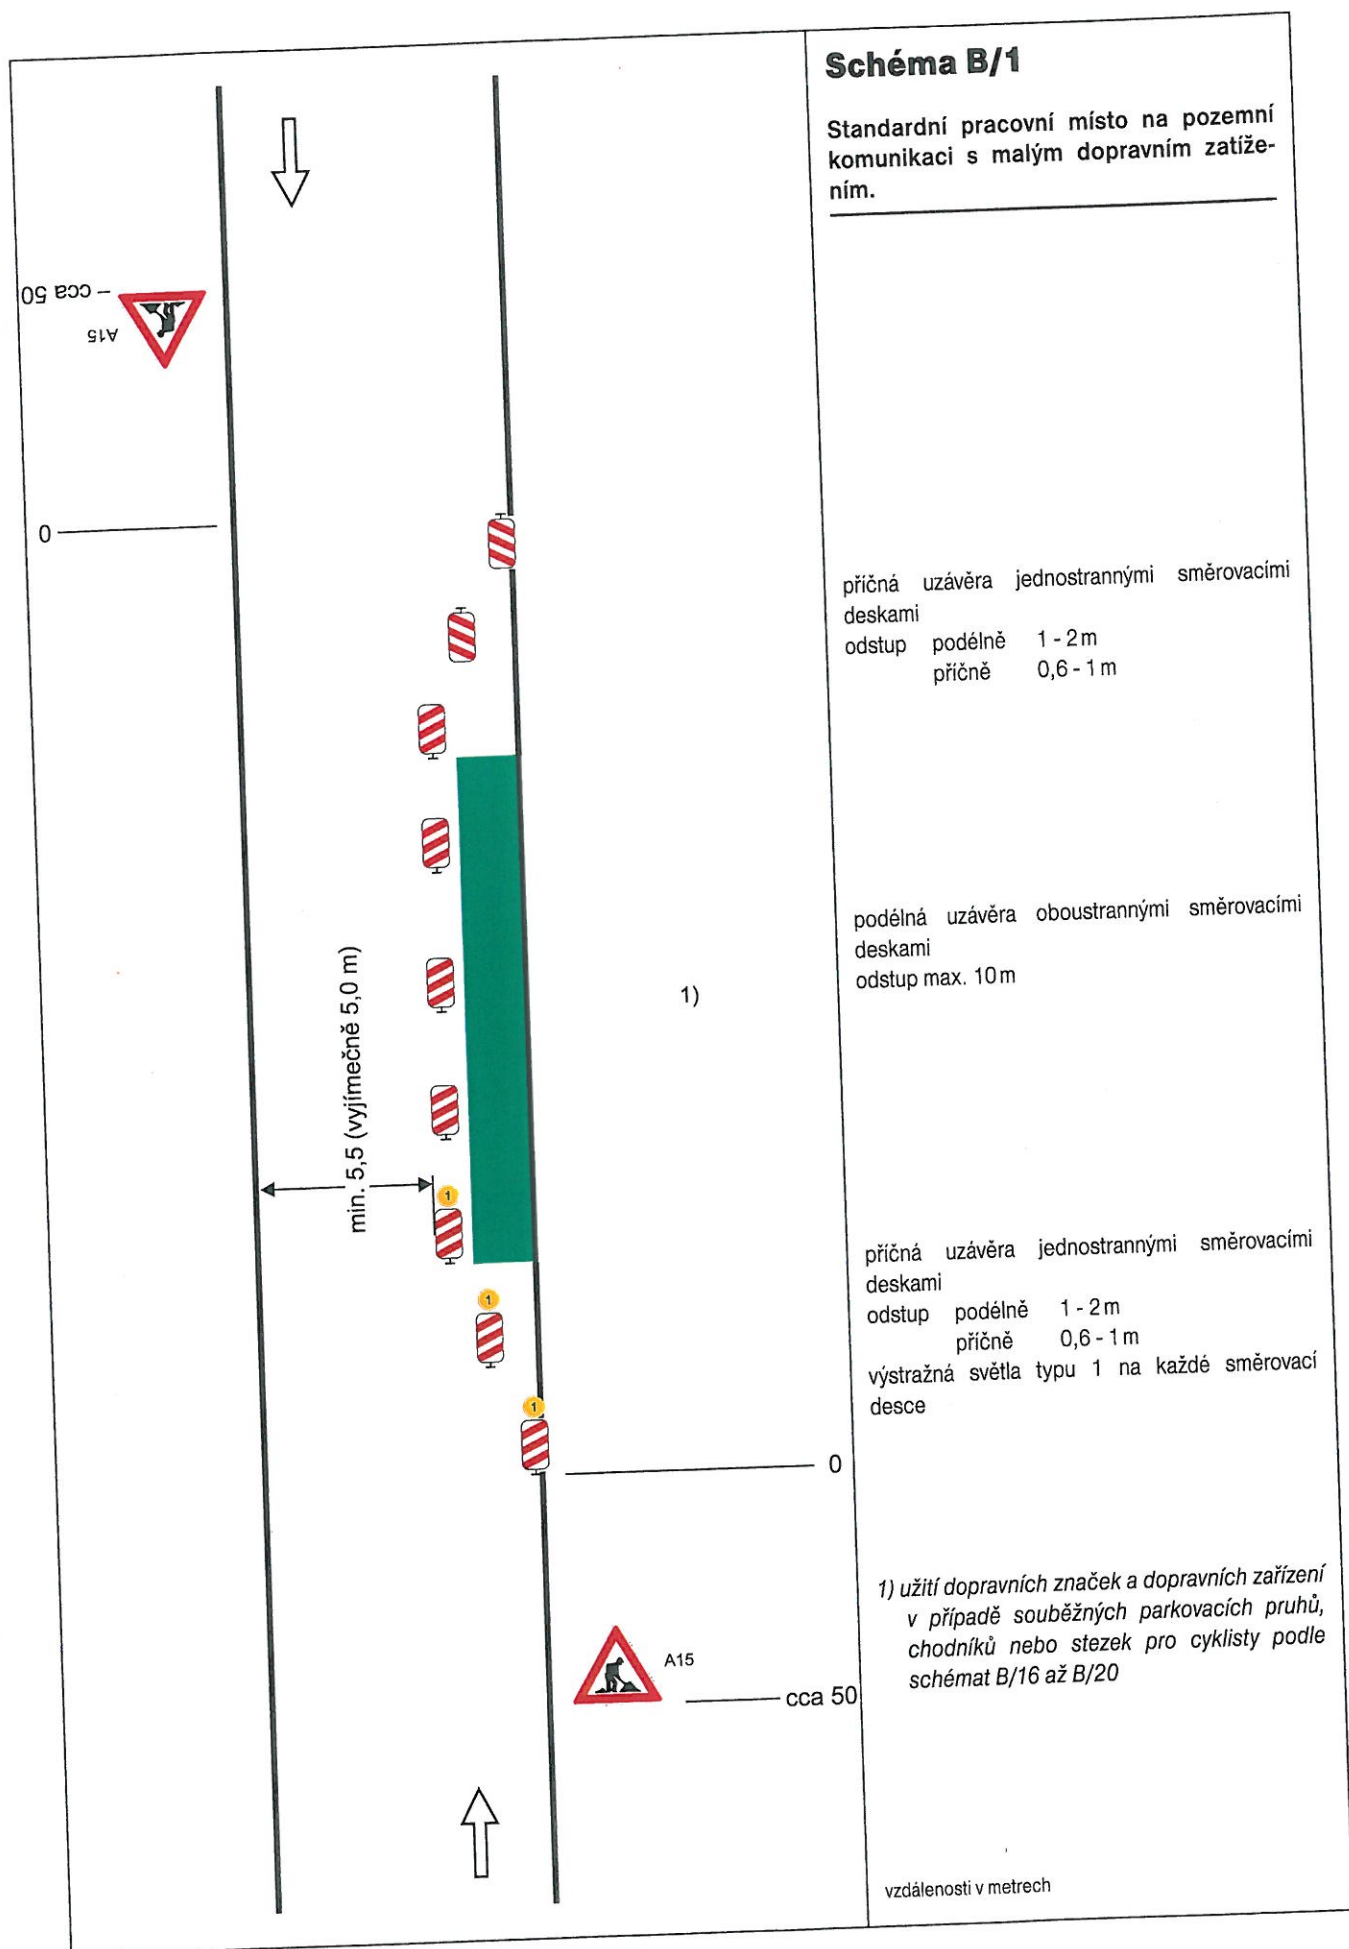 Schéma B/1
Standardní pracovní místo na pozemní
komunikaci s malým dopravním zatíže-
ním.
cca 50
A15
0
příčná uzávěra jednostrannými směrovacími
deskami
odstup podélně 1 - 2 m
příčně 0,6 - 1 m
podélná uzávěra oboustrannými směrovacími
deskami
odstup max. 10 m
1)
min. 5,5 (vyjímečně 5,0 m)
1
1
1
příčná uzávěra jednostrannými směrovacími
deskami
odstup podélně 1 - 2 m
příčně 0,6 - 1 m
výstražná světla typu 1 na každé směrovací
desce
0
A15
cca 50
1) užití dopravních značek a dopravních zařízení
v případě souběžných parkovacích pruhů,
chodníků nebo stezek pro cyklisty podle
schémat B/16 až B/20
vzdálenosti v metrech